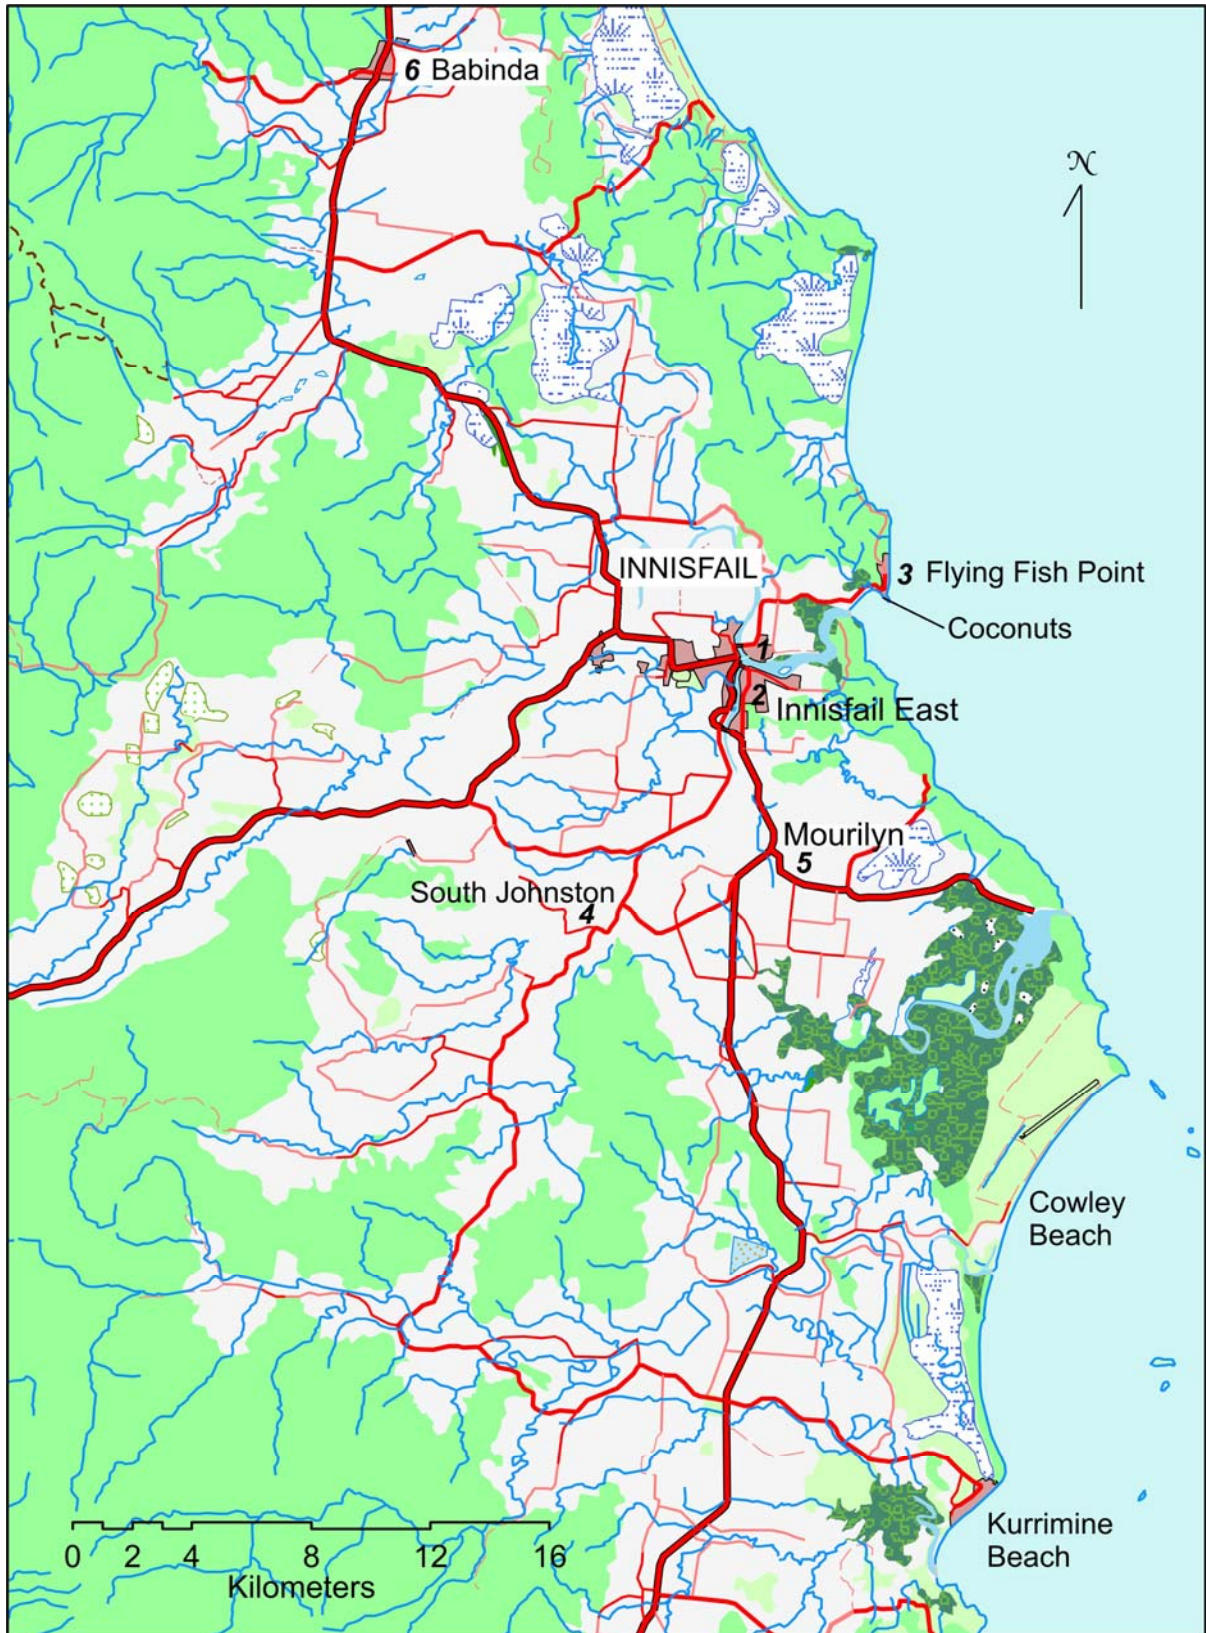 6 Babinda
N
INNISFAIL
3 Flying Fish Point
Coconuts
1
2
Innisfail East
Mourilyn
5
South Johnston
4
Cowley
Beach
0 2 4 8 12 16
Kilometers
Kurrimine
Beach